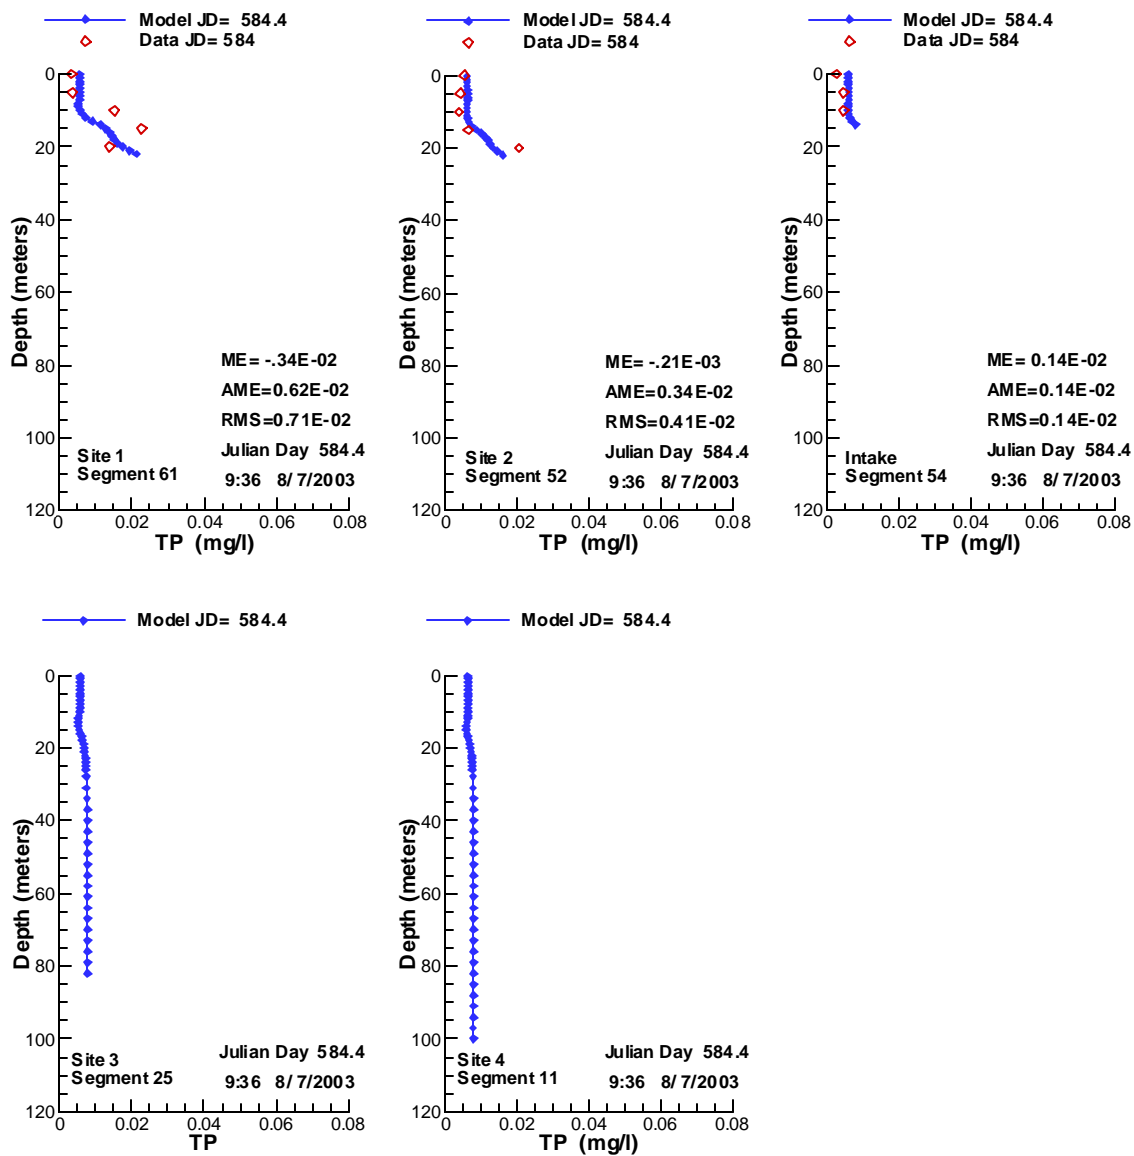 Model JD= 584.4
Data JD= 584
0
20
40
60
80
100
120
Depth (meters)
ME= -.34E-02
AME=0.62E-02
RMS=0.71E-02
Julian Day 584.4
9:36 8/ 7/2003
Site 1
Segment 61
0 0.02 0.04 0.06 0.08
TP (mg/l)
Model JD= 584.4
Data JD= 584
0
20
40
60
80
100
120
Depth (meters)
ME= -.21E-03
AME=0.34E-02
RMS=0.41E-02
Julian Day 584.4
9:36 8/ 7/2003
Site 2
Segment 52
0 0.02 0.04 0.06 0.08
TP (mg/l)
Model JD= 584.4
Data JD= 584
0
20
40
60
80
100
120
Depth (meters)
ME= 0.14E-02
AME=0.14E-02
RMS=0.14E-02
Julian Day 584.4
9:36 8/ 7/2003
Intake
Segment 54
0 0.02 0.04 0.06 0.08
TP (mg/l)
Model JD= 584.4
0
20
40
60
80
100
120
Depth (meters)
Julian Day 584.4
9:36 8/ 7/2003
Site 3
Segment 25
0 0.02 0.04 0.06 0.08
TP
Model JD= 584.4
0
20
40
60
80
100
120
Depth (meters)
Julian Day 584.4
9:36 8/ 7/2003
Site 4
Segment 11
0 0.02 0.04 0.06 0.08
TP (mg/l)